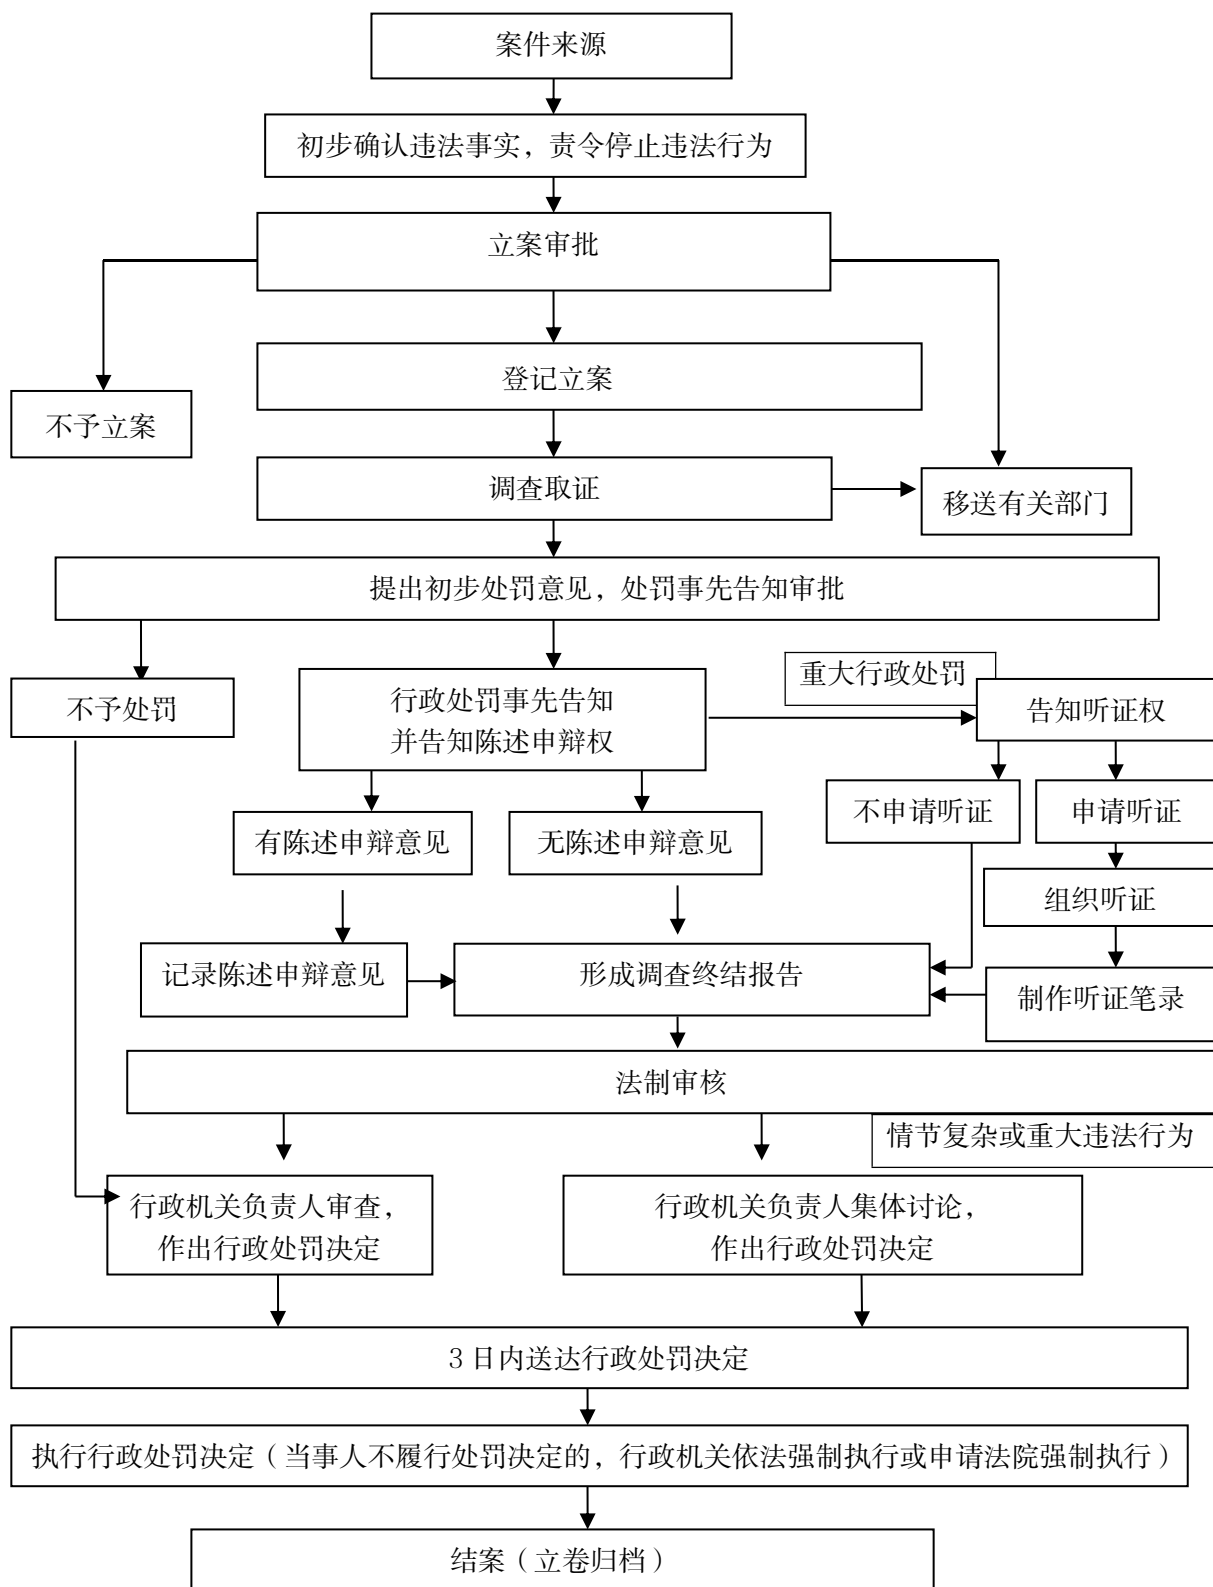 案件来源
初步确认违法事实，责令停止违法行为
立案审批
登记立案
不予立案
调查取证
移送有关部门
提出初步处罚意见，处罚事先告知审批
重大行政处罚
不予处罚
行政处罚事先告知
并告知陈述申辩权
告知听证权
不申请听证
申请听证
有陈述申辩意见
无陈述申辩意见
组织听证
记录陈述申辩意见
形成调查终结报告
制作听证笔录
法制审核
情节复杂或重大违法行为
行政机关负责人审查，
作出行政处罚决定
行政机关负责人集体讨论，
作出行政处罚决定
3 日内送达行政处罚决定
执行行政处罚决定（当事人不履行处罚决定的，行政机关依法强制执行或申请法院强制执行）
结案（立卷归档）